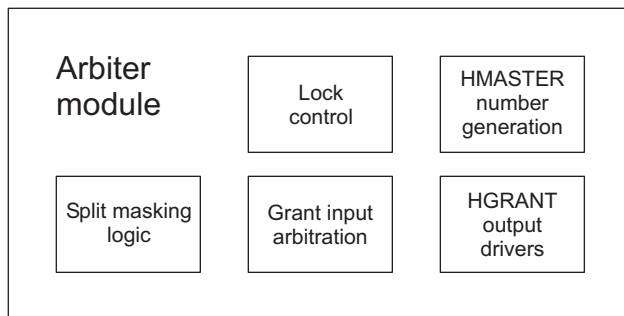 Arbiter
module
Lock
control
HMASTER
number
generation
Split masking
logic
Grant input
arbitration
HGRANT
output
drivers